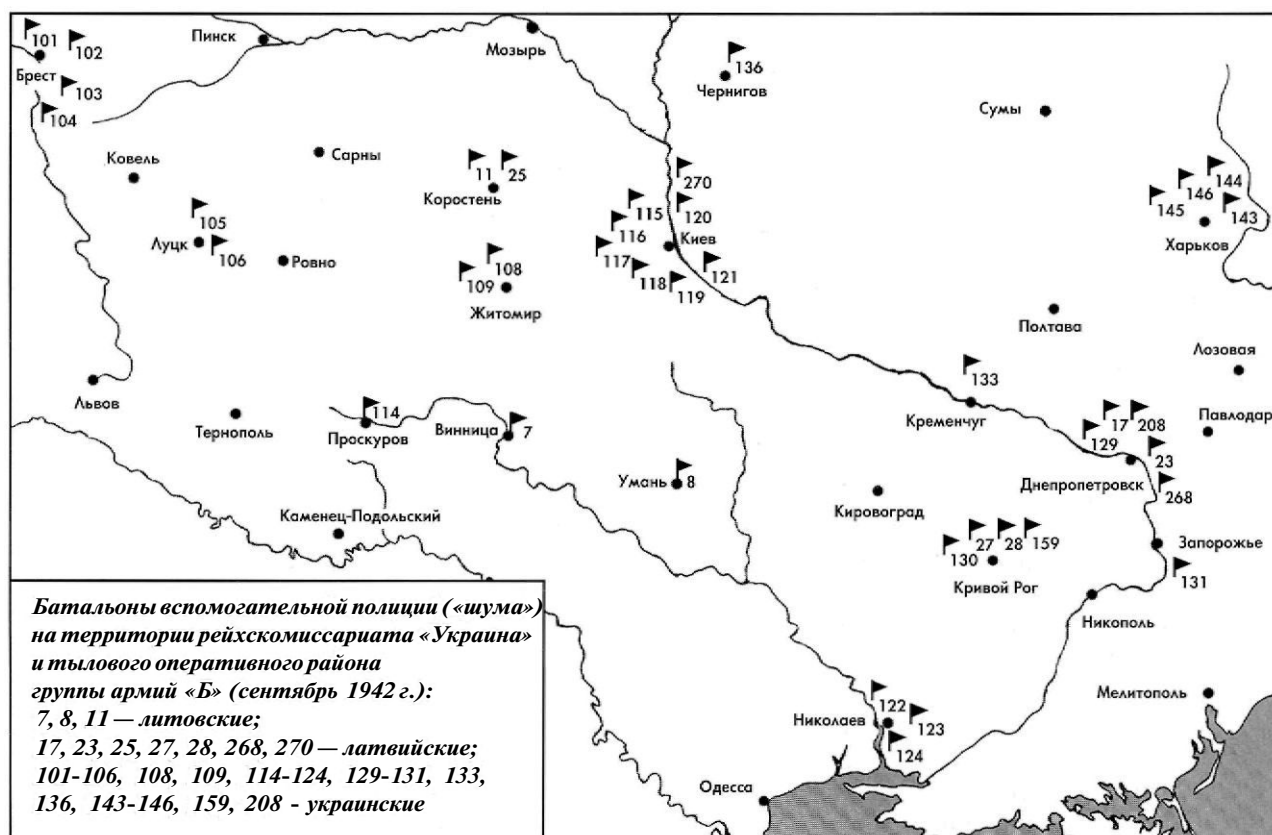 101
102
Брест
103
104
Пинск
Мозырь
136
Чернигов
Сумы
Ковель
Сарны
11
25
Коростень
270
115
120
116
Киев
117
118
119
121
144
146
145
143
Харьков
105
Луцк
106
Ровно
108
109
Житомир
Полтава
Лозовая
Львов
Тернополь
114
Проскуров
Винница
7
133
Кременчуг
Павлодар
17
208
129
23
Днепропетровск
268
Умань
8
Кировоград
Каменец-Подольский
27
28
159
130
Кривой Рог
Запорожье
131
Никополь
Мелитополь
122
Николаев
123
124
Одесса
Батальоны вспомогательной полиции («шума»)
на территории рейхскомиссариата «Украина»
и тылового оперативного района
группы армий «Б» (сентябрь 1942 г.):
7, 8, 11 — литовские;
17, 23, 25, 27, 28, 268, 270 — латвийские;
101-106, 108, 109, 114-124, 129-131, 133,
136, 143-146, 159, 208 - украинские